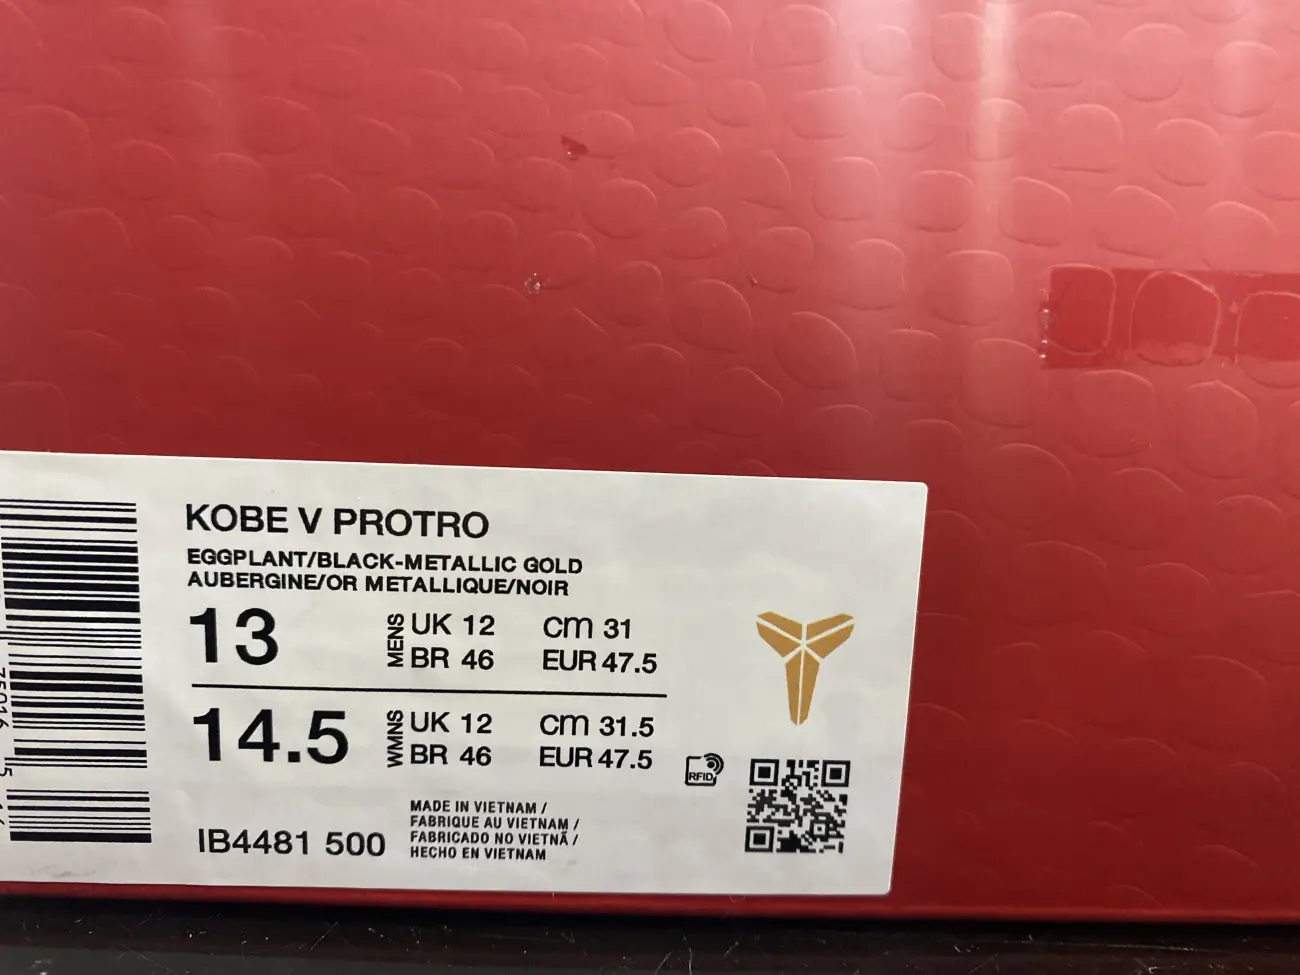 KOBE V PROTRO
EGGPLANT/BLACK-METALLIC GOLD
AUBERGINE/OR METALLIQUE/NOIR
13 MENS UK 12 cm 31
BR 46 EUR 47.5
14.5 WMNS UK 12 cm 31.5
BR 46 EUR 47.5
RFID
IB4481 500
MADE IN VIETNAM /
FABRIQUE AU VIETNAM /
FABRICADO NO VIETNÃ /
HECHO EN VIETNAM